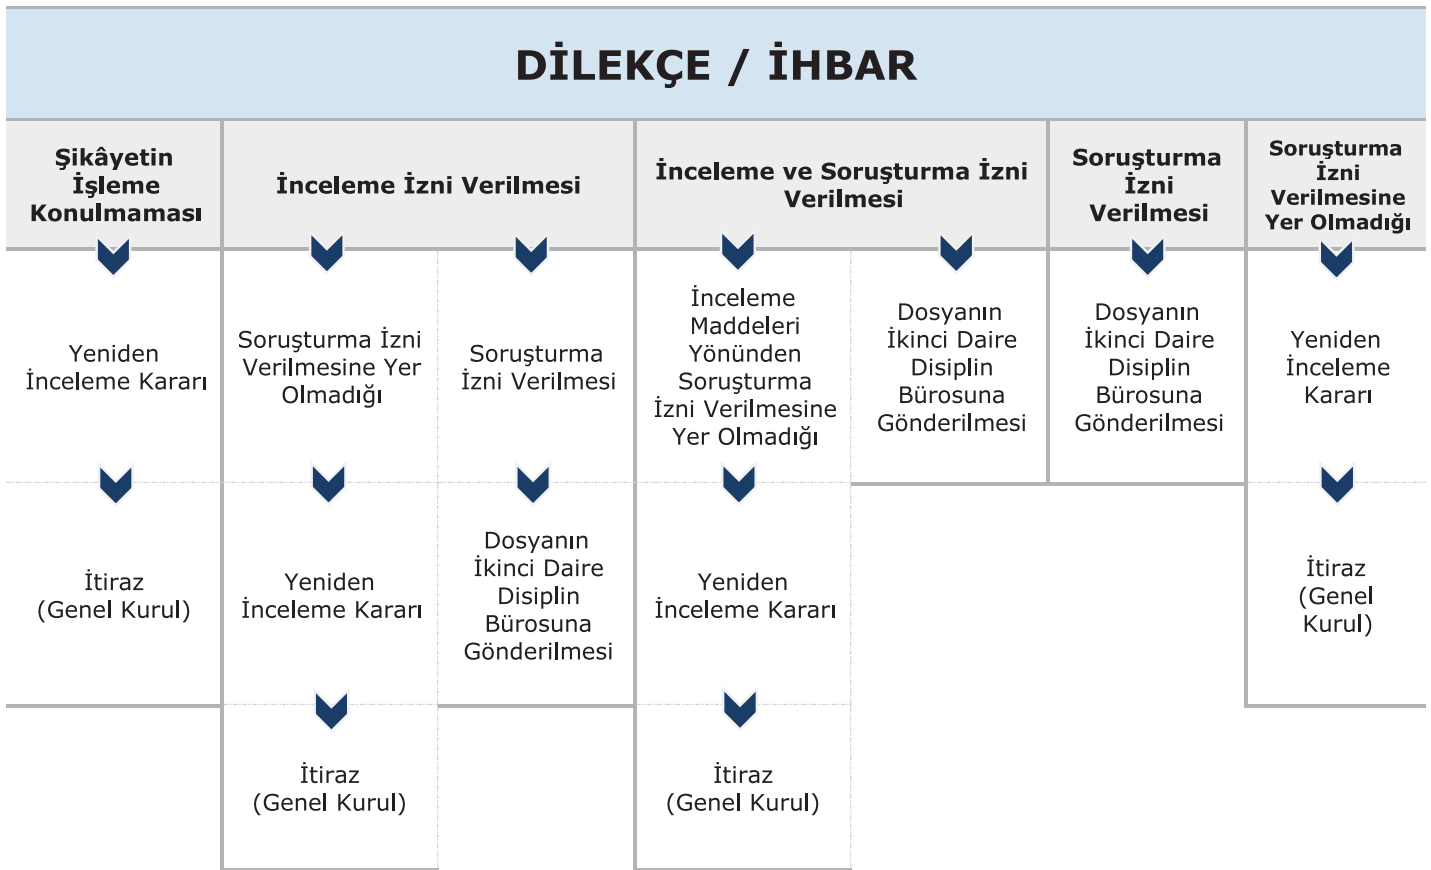 DİLEKÇE / İHBAR
Şikâyetin
İşleme
Konulmaması
İnceleme İzni Verilmesi
İnceleme ve Soruşturma İzni
Verilmesi
Soruşturma
İzni
Verilmesi
Soruşturma
İzni
Verilmesine
Yer Olmadığı
Yeniden
İnceleme Kararı
Soruşturma İzni
Verilmesine Yer
Olmadığı
Soruşturma
İzni Verilmesi
İnceleme
Maddeleri
Yönünden
Soruşturma
İzni Verilmesine
Yer Olmadığı
Dosyanın
İkinci Daire
Disiplin
Bürosuna
Gönderilmesi
Dosyanın
İkinci Daire
Disiplin
Bürosuna
Gönderilmesi
Yeniden
İnceleme
Kararı
İtiraz
(Genel Kurul)
Yeniden
İnceleme Kararı
Dosyanın
İkinci Daire
Disiplin
Bürosuna
Gönderilmesi
Yeniden
İnceleme Kararı
İtiraz
(Genel
Kurul)
İtiraz
(Genel Kurul)
İtiraz
(Genel Kurul)